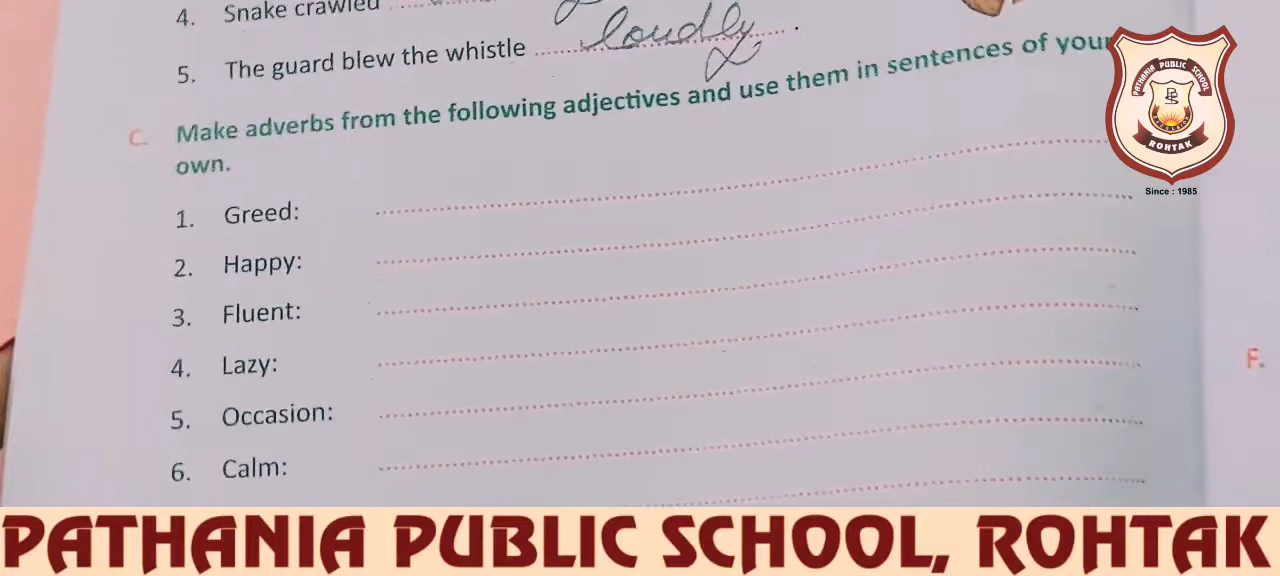 4. Snake crawled
5. The guard blew the whistle loudly.
C. Make adverbs from the following adjectives and use them in sentences of your
own.
1. Greed:
2. Happy:
3. Fluent:
4. Lazy:
5. Occasion:
6. Calm:
F.
PATHANIA PUBLIC SCHOOL
ROHTAK
Since : 1985
PATHANIA PUBLIC SCHOOL, ROHTAK